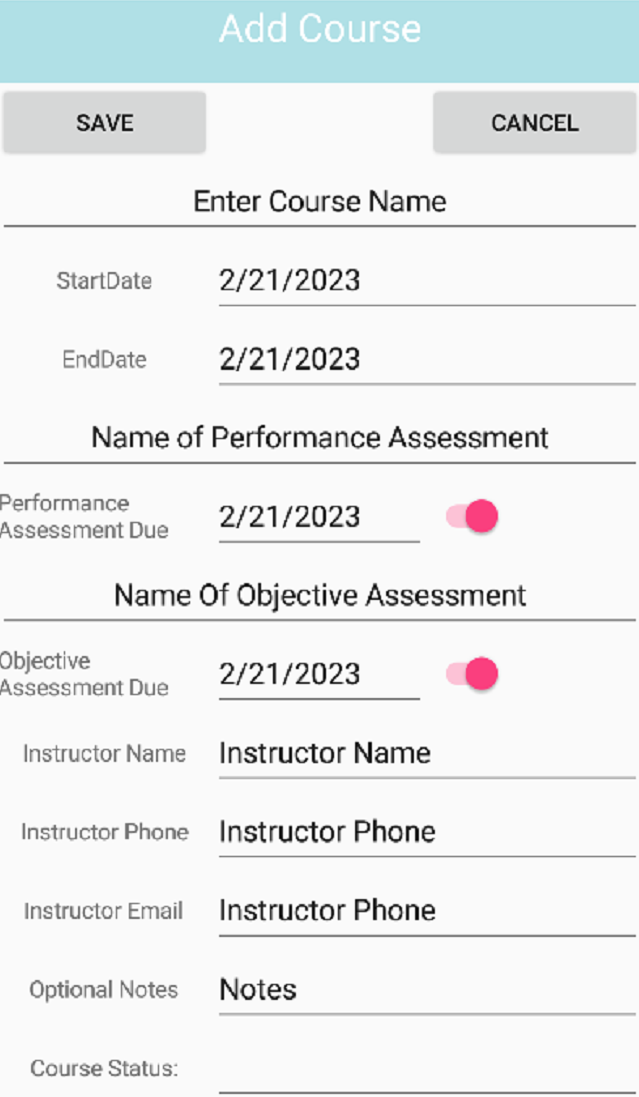 Add Course
SAVE CANCEL
Enter Course Name
StartDate 2/21/2023
EndDate 2/21/2023
Name of Performance Assessment
Performance
Assessment Due 2/21/2023
Name Of Objective Assessment
Objective
Assessment Due 2/21/2023
Instructor Name Instructor Name
Instructor Phone Instructor Phone
Instructor Email Instructor Phone
Optional Notes Notes
Course Status: